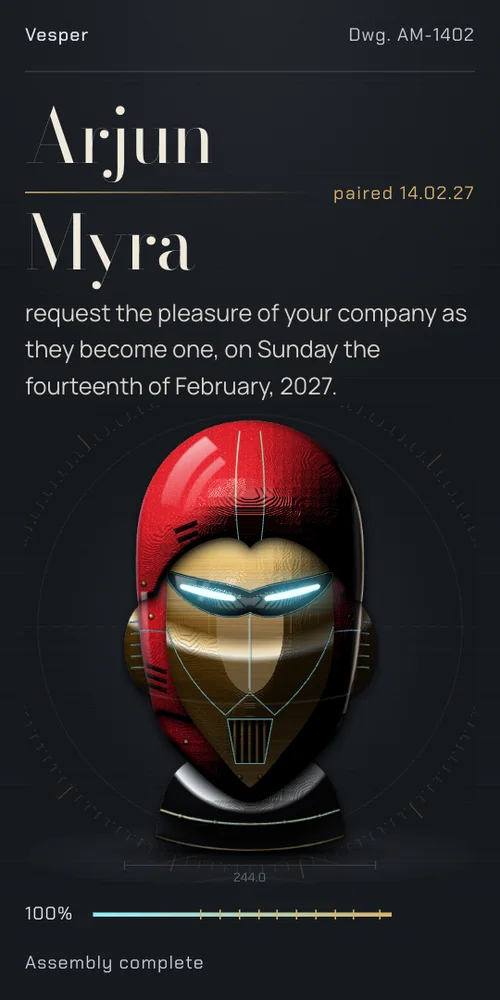 Vesper
Dwg. AM-1402
Arjun
paired 14.02.27
Myra
request the pleasure of your company as
they become one, on Sunday the
fourteenth of February, 2027.
244.0
100%
Assembly complete